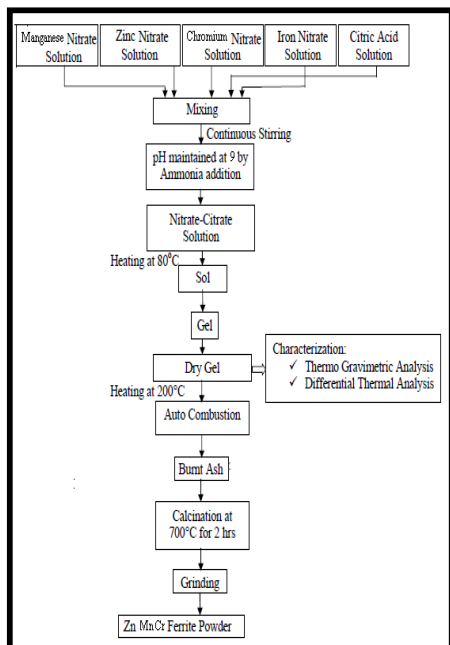 Manganese Nitrate
Solution
Zinc Nitrate
Solution
Chromium Nitrate
Solution
Iron Nitrate
Solution
Citric Acid
Solution
Mixing
Continuous Stirring
pH maintained at 9 by
Ammonia addition
Nitrate-Citrate
Solution
Heating at 80⁰C
Sol
Gel
Dry Gel
Characterization:
✓ Thermo Gravimetric Analysis
✓ Differential Thermal Analysis
Heating at 200°C
Auto Combustion
Burnt Ash
Calcination at
700°C for 2 hrs
Grinding
Zn MnCr Ferrite Powder